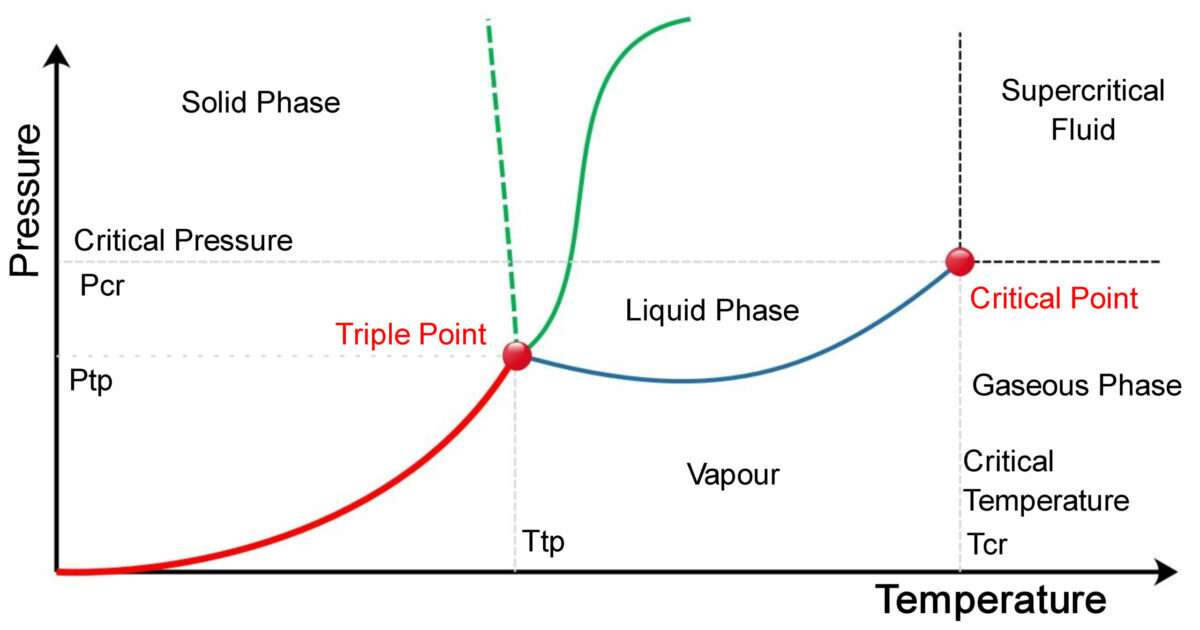 Solid Phase
Supercritical
Fluid
Pressure
Critical Pressure
Pcr
Critical Point
Liquid Phase
Triple Point
Ptp
Gaseous Phase
Vapour
Critical
Temperature
Ttp
Tcr
Temperature